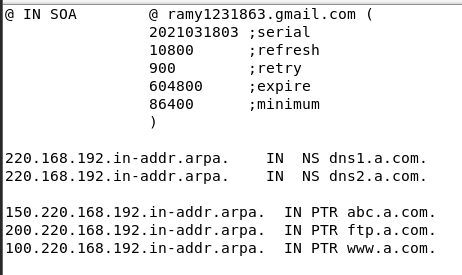 @ IN SOA @ ramy1231863.gmail.com (
2021031803 ;serial
10800 ;refresh
900 ;retry
604800 ;expire
86400 ;minimum
)
220.168.192.in-addr.arpa. IN NS dns1.a.com.
220.168.192.in-addr.arpa. IN NS dns2.a.com.
150.220.168.192.in-addr.arpa. IN PTR abc.a.com.
200.220.168.192.in-addr.arpa. IN PTR ftp.a.com.
100.220.168.192.in-addr.arpa. IN PTR www.a.com.